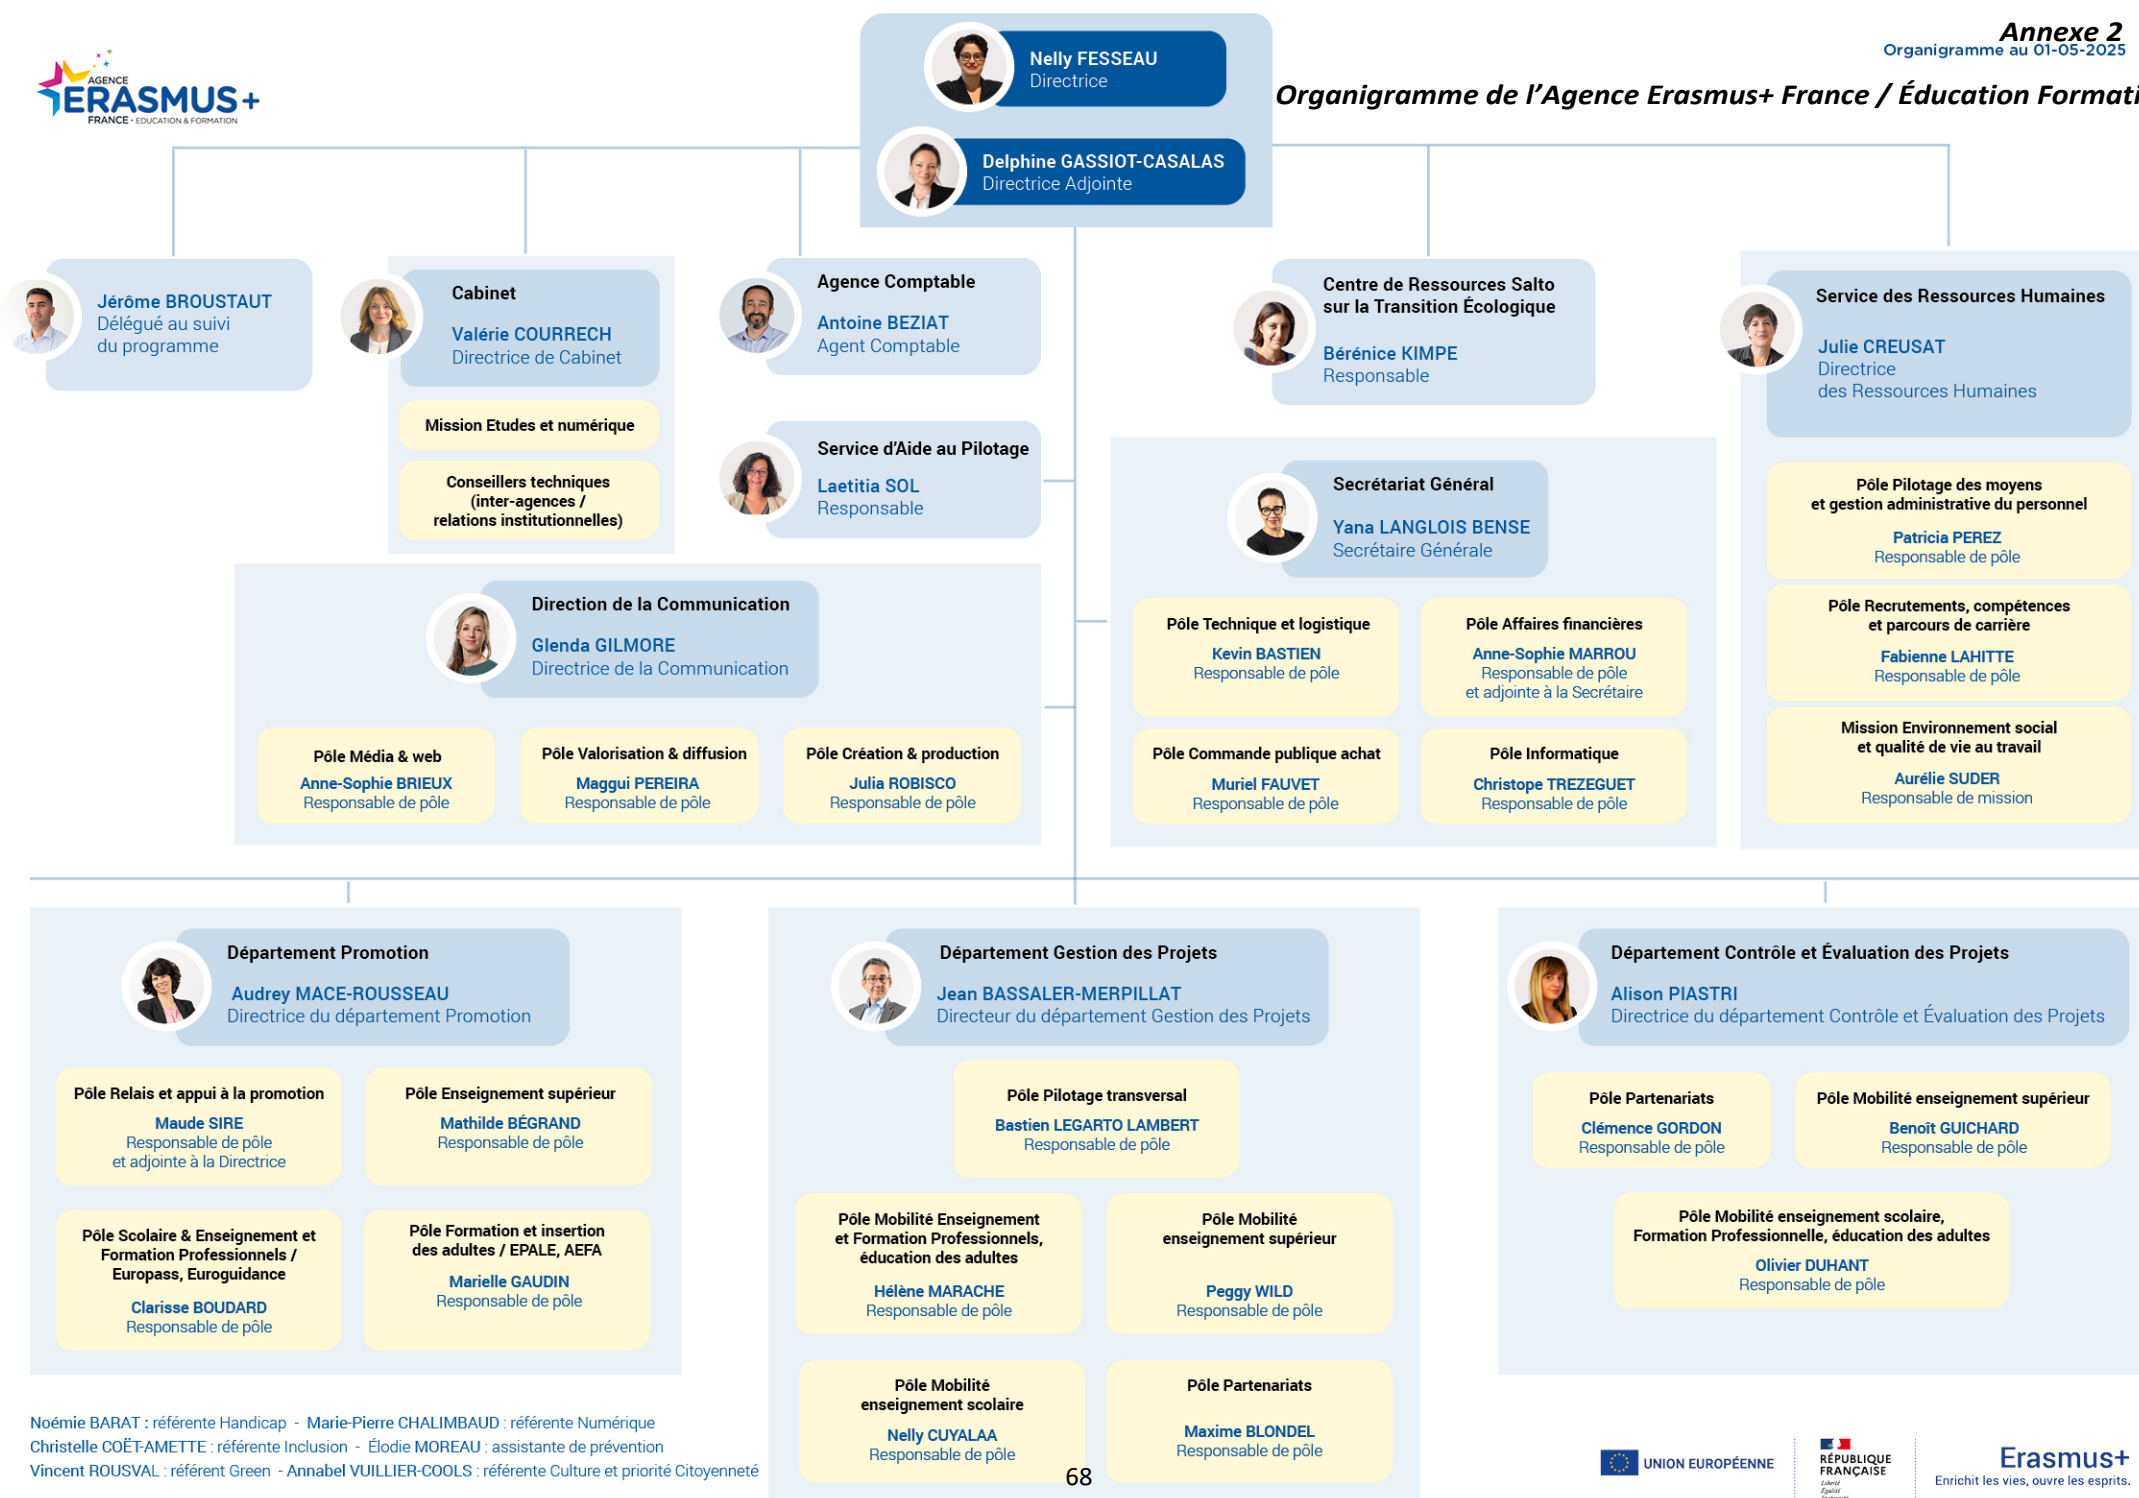 Annexe 2
Organigramme au 01-05-2025
Organigramme de l'Agence Erasmus+ France / Éducation Formati
AGENCE
ERASMUS+
FRANCE • EDUCATION & FORMATION
Nelly FESSEAU
Directrice
Delphine GASSIOT-CASALAS
Directrice Adjointe
Jérôme BROUSTAUT
Délégué au suivi
du programme
Cabinet
Valérie COURRECH
Directrice de Cabinet
Mission Etudes et numérique
Conseillers techniques
(inter-agences /
relations institutionnelles)
Agence Comptable
Antoine BEZIAT
Agent Comptable
Service d'Aide au Pilotage
Laetitia SOL
Responsable
Centre de Ressources Salto
sur la Transition Écologique
Bérénice KIMPE
Responsable
Service des Ressources Humaines
Julie CREUSAT
Directrice
des Ressources Humaines
Pôle Pilotage des moyens
et gestion administrative du personnel
Patricia PEREZ
Responsable de pôle
Pôle Recrutements, compétences
et parcours de carrière
Fabienne LAHITTE
Responsable de pôle
Mission Environnement social
et qualité de vie au travail
Aurélie SUDER
Responsable de mission
Secrétariat Général
Yana LANGLOIS BENSE
Secrétaire Générale
Pôle Technique et logistique
Kevin BASTIEN
Responsable de pôle
Pôle Affaires financières
Anne-Sophie MARROU
Responsable de pôle
et adjointe à la Secrétaire
Pôle Commande publique achat
Muriel FAUVET
Responsable de pôle
Pôle Informatique
Christope TREZEGUET
Responsable de pôle
Direction de la Communication
Glenda GILMORE
Directrice de la Communication
Pôle Média & web
Anne-Sophie BRIEUX
Responsable de pôle
Pôle Valorisation & diffusion
Maggui PEREIRA
Responsable de pôle
Pôle Création & production
Julia ROBISCO
Responsable de pôle
Département Promotion
Audrey MACE-ROUSSEAU
Directrice du département Promotion
Pôle Relais et appui à la promotion
Maude SIRE
Responsable de pôle
et adjointe à la Directrice
Pôle Enseignement supérieur
Mathilde BÉGRAND
Responsable de pôle
Pôle Scolaire & Enseignement et
Formation Professionnels /
Europass, Euroguidance
Clarisse BOUDARD
Responsable de pôle
Pôle Formation et insertion
des adultes / EPALE, AEFA
Marielle GAUDIN
Responsable de pôle
Département Gestion des Projets
Jean BASSALER-MERPILLAT
Directeur du département Gestion des Projets
Pôle Pilotage transversal
Bastien LEGARTO LAMBERT
Responsable de pôle
Pôle Mobilité Enseignement
et Formation Professionnels,
éducation des adultes
Hélène MARACHE
Responsable de pôle
Pôle Mobilité
enseignement supérieur
Peggy WILD
Responsable de pôle
Pôle Mobilité
enseignement scolaire
Nelly CUYALAA
Responsable de pôle
Pôle Partenariats
Maxime BLONDEL
Responsable de pôle
Département Contrôle et Évaluation des Projets
Alison PIASTRI
Directrice du département Contrôle et Évaluation des Projets
Pôle Partenariats
Clémence GORDON
Responsable de pôle
Pôle Mobilité enseignement supérieur
Benoît GUICHARD
Responsable de pôle
Pôle Mobilité enseignement scolaire,
Formation Professionnelle, éducation des adultes
Olivier DUHANT
Responsable de pôle
Noémie BARAT : référente Handicap - Marie-Pierre CHALIMBAUD : référente Numérique
Christelle COËT-AMETTE : référente Inclusion - Élodie MOREAU : assistante de prévention
Vincent ROUSVAL : référent Green - Annabel VUILLIER-COOLS : référente Culture et priorité Citoyenneté
68
UNION EUROPÉENNE
RÉPUBLIQUE
FRANÇAISE
Liberté
Égalité
Erasmus+
Enrichit les vies, ouvre les esprits.